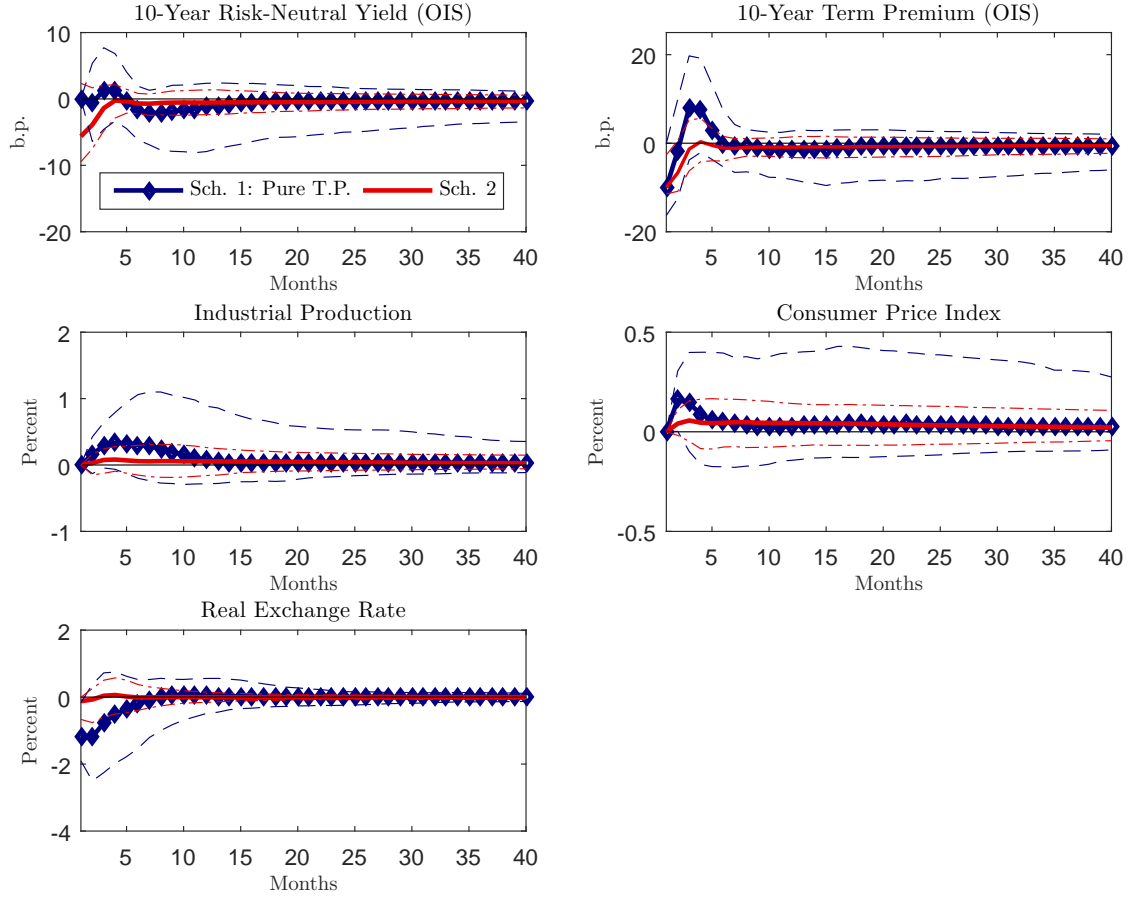 10-Year Risk-Neutral Yield (OIS)
10
0
-10
-20
b.p.
Sch. 1: Pure T.P.
Sch. 2
5 10 15 20 25 30 35 40
Months
10-Year Term Premium (OIS)
20
0
-20
b.p.
5 10 15 20 25 30 35 40
Months
Industrial Production
2
1
0
-1
Percent
5 10 15 20 25 30 35 40
Months
Consumer Price Index
0.5
0
-0.5
Percent
5 10 15 20 25 30 35 40
Months
Real Exchange Rate
2
0
-2
-4
Percent
5 10 15 20 25 30 35 40
Months